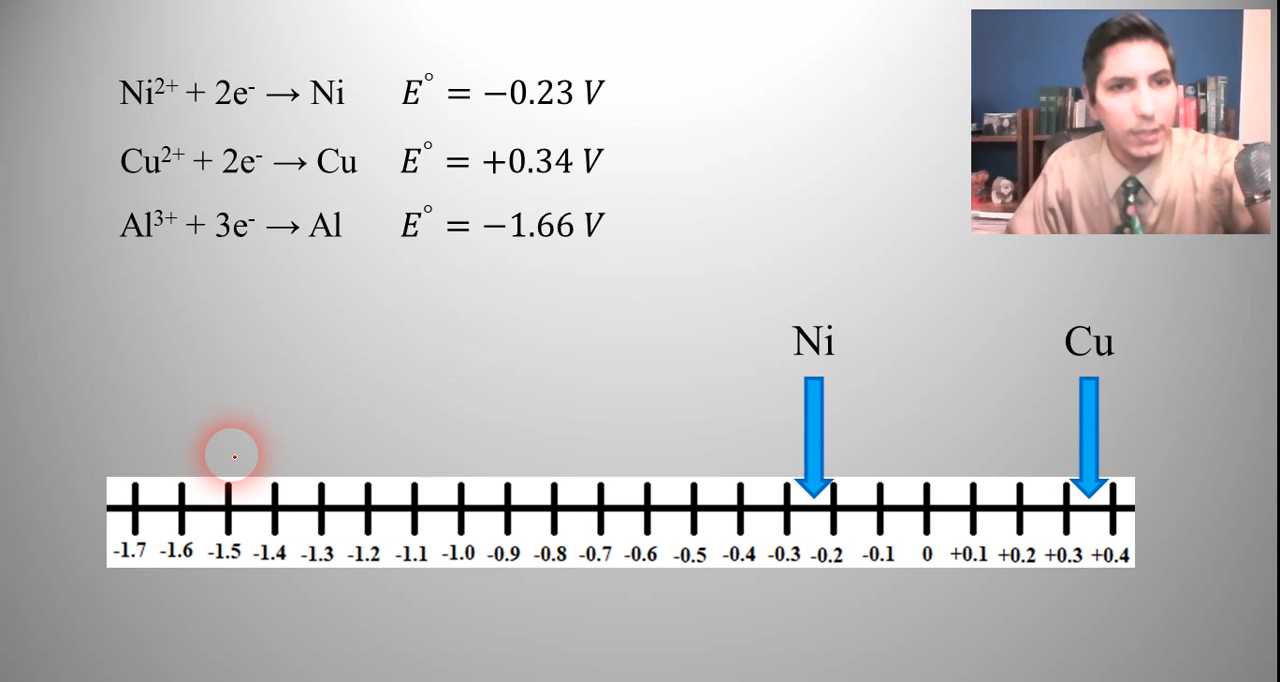 Ni²⁺ + 2e⁻ → Ni E° = −0.23 V
Cu²⁺ + 2e⁻ → Cu E° = +0.34 V
Al³⁺ + 3e⁻ → Al E° = −1.66 V
Ni Cu
-1.7 -1.6 -1.5 -1.4 -1.3 -1.2 -1.1 -1.0 -0.9 -0.8 -0.7 -0.6 -0.5 -0.4 -0.3 -0.2 -0.1 0 +0.1 +0.2 +0.3 +0.4